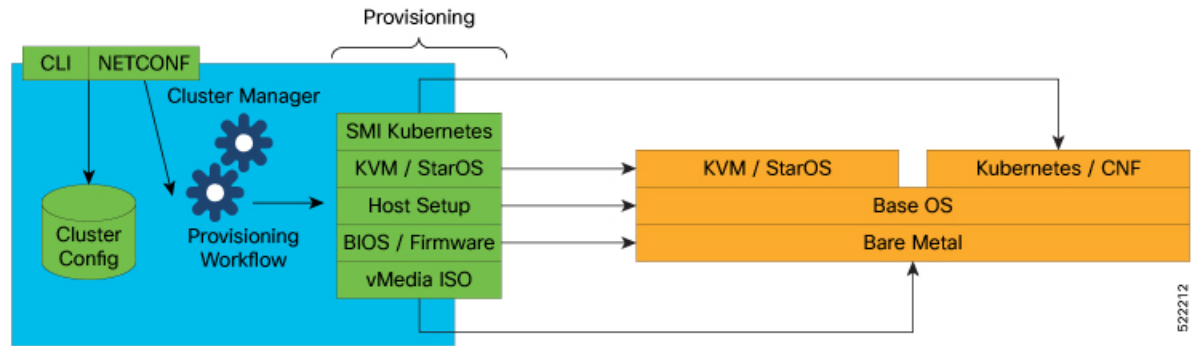 Provisioning
CLI
NETCONF
Cluster Manager
SMI Kubernetes
KVM / StarOS
KVM / StarOS
Kubernetes / CNF
Host Setup
Base OS
Cluster
Config
Provisioning
Workflow
BIOS / Firmware
Bare Metal
vMedia ISO
522212